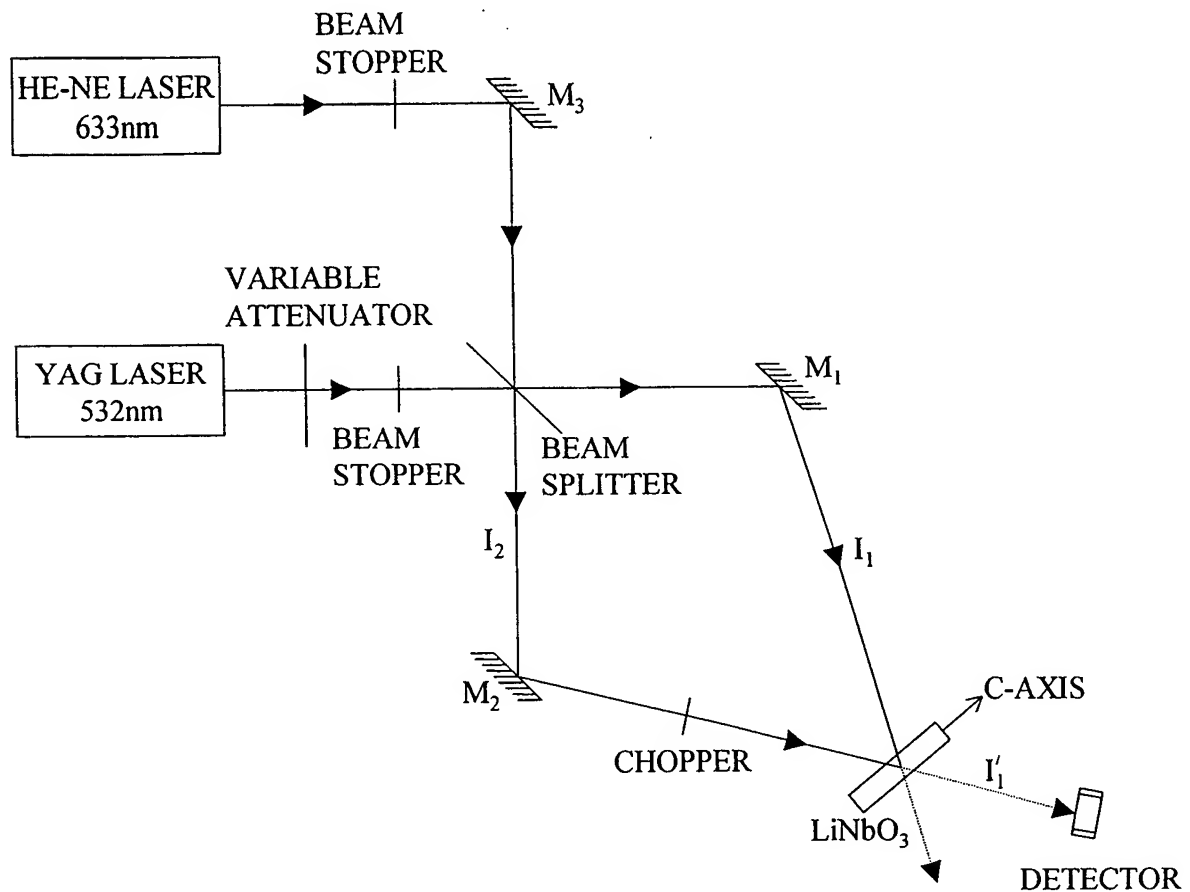 BEAM
STOPPER
HE-NE LASER
633nm
M₃
VARIABLE
ATTENUATOR
YAG LASER
532nm
M₁
BEAM
STOPPER
BEAM
SPLITTER
I₂
I₁
M₂
C-AXIS
CHOPPER
I₁′
LiNbO₃
DETECTOR